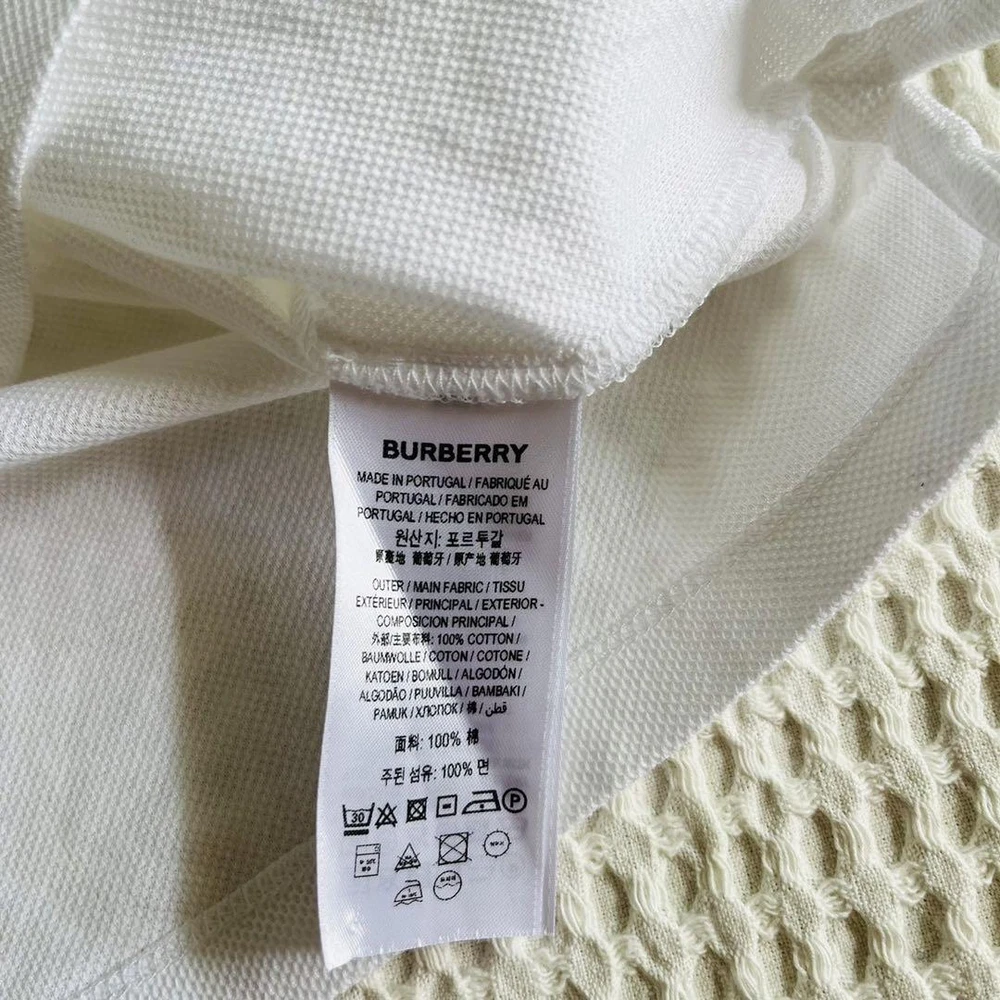 BURBERRY
MADE IN PORTUGAL / FABRIQUÉ AU
PORTUGAL / FABRICADO EM
PORTUGAL / HECHO EN PORTUGAL
원산지: 포르투갈
原產地 葡萄牙 / 原产地 葡萄牙
OUTER / MAIN FABRIC / TISSU
EXTÉRIEUR / PRINCIPAL / EXTERIOR -
COMPOSICIÓN PRINCIPAL /
外部/主要布料: 100% COTTON /
BAUMWOLLE / COTON / COTONE /
KATOEN / BOMULL / ALGODÓN /
ALGODÃO / PUUVILLA / BAMBAKI /
PAMUK / ХЛОПОК / 棉 / قطن
面料: 100% 棉
주된 섬유: 100% 면
30 P